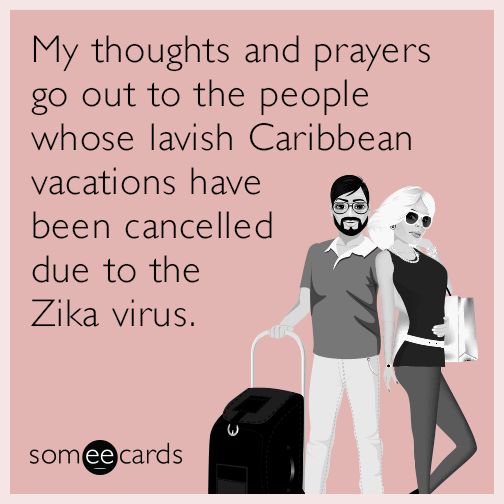 My thoughts and prayers
go out to the people
whose lavish Caribbean
vacations have
been cancelled
due to the
Zika virus.
someecards